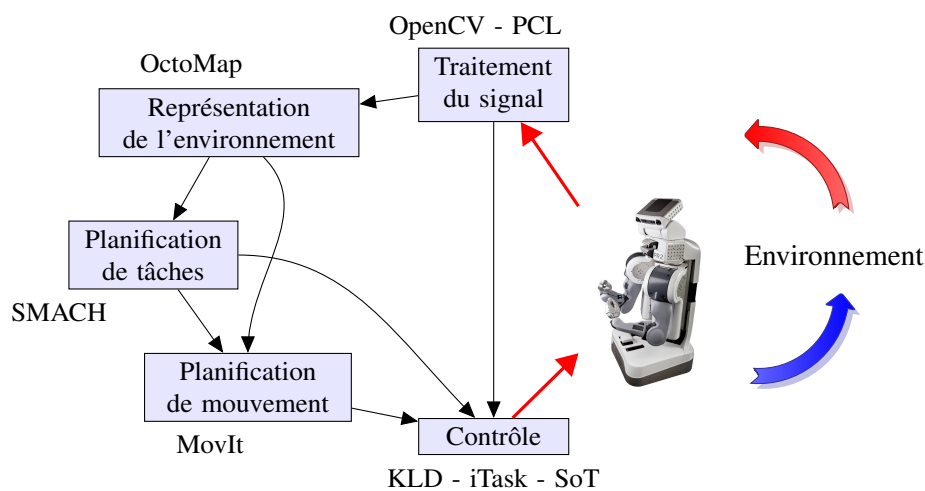 OpenCV - PCL
Traitement
du signal
OctoMap
Représentation
de l'environnement
Planification
de tâches
SMACH
Environnement
Planification
de mouvement
MovIt
Contrôle
KLD - iTask - SoT